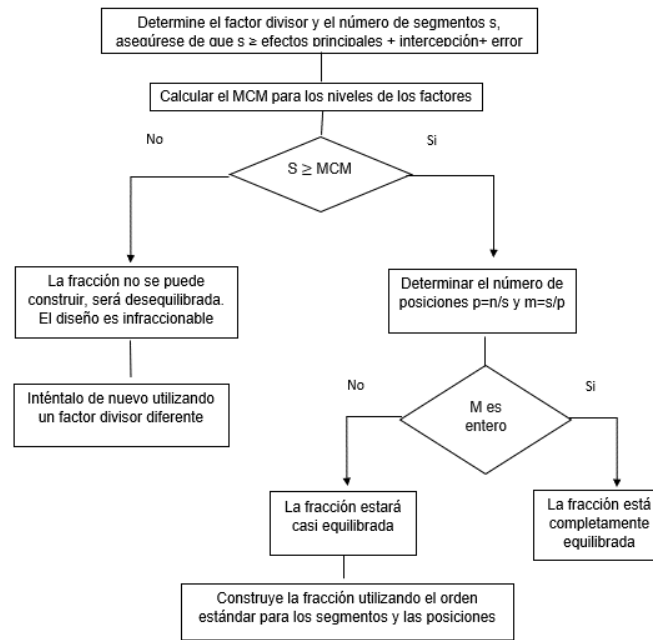 Determine el factor divisor y el número de segmentos s,
asegúrese de que s ≥ efectos principales + intercepción+ error
Calcular el MCM para los niveles de los factores
No
Si
S ≥ MCM
La fracción no se puede
construir, será desequilibrada.
El diseño es infraccionable
Determinar el número de
posiciones p=n/s y m=s/p
Inténtalo de nuevo utilizando
un factor divisor diferente
No
Si
M es
entero
La fracción estará
casi equilibrada
La fracción está
completamente
equilibrada
Construye la fracción utilizando el orden
estándar para los segmentos y las posiciones